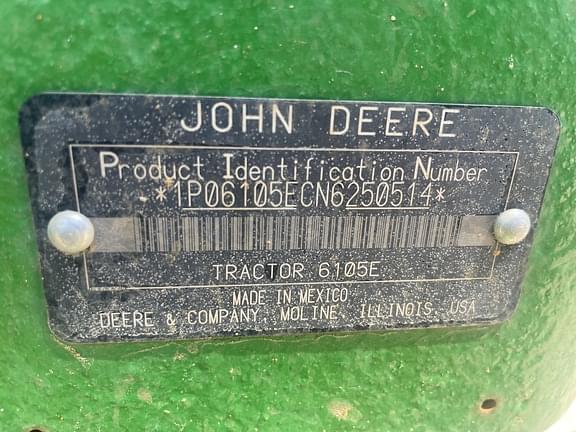 JOHN DEERE
Product Identification Number
*1P06105ECN6250514*
TRACTOR 6105E
MADE IN MEXICO
DEERE & COMPANY MOLINE, ILLINOIS, USA